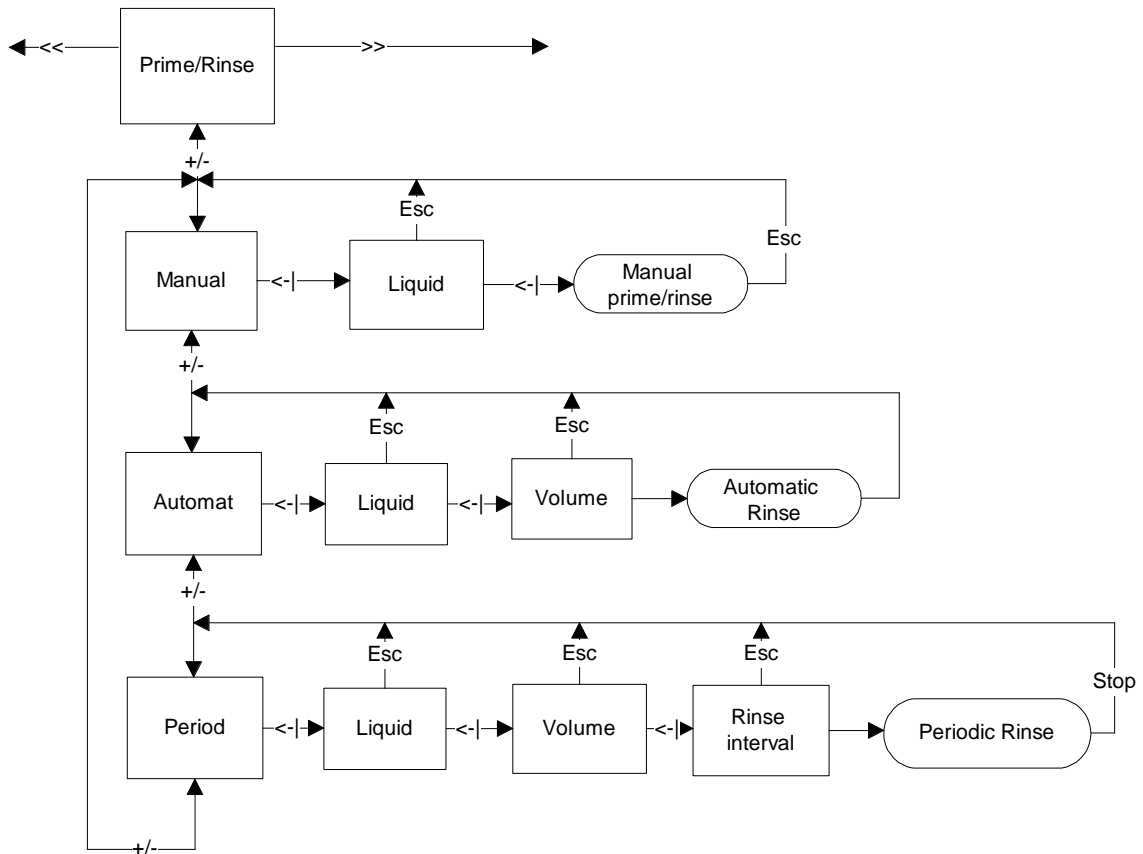 <<
>>
Prime/Rinse
+/-
Esc
Esc
Manual
<-|
Liquid
<-|
Manual
prime/rinse
+/-
Esc
Esc
Automat
<-|
Liquid
<-|
Volume
Automatic
Rinse
+/-
Esc
Esc
Esc
Stop
Period
<-|
Liquid
<-|
Volume
<-|
Rinse
interval
Periodic Rinse
+/-